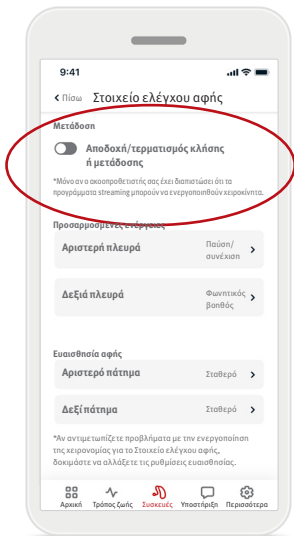 9:41
Πίσω Στοιχείο ελέγχου αφής
Μετάδοση
Αποδοχή/τερματισμός κλήσης
ή μετάδοσης
*Μόνο αν ο ακοοπροθετιστής σας έχει διαπιστώσει ότι τα
προγράμματα streaming μπορούν να ενεργοποιηθούν χειροκίνητα.
Προσαρμοσμένες ενέργειες
Αριστερή πλευρά Παύση/
συνέχιση
Δεξιά πλευρά Φωνητικός
βοηθός
Ευαισθησία αφής
Αριστερό πάτημα Σταθερό
Δεξί πάτημα Σταθερό
*Αν αντιμετωπίζετε προβλήματα με την ενεργοποίηση
της χειρονομίας για το Στοιχείο ελέγχου αφής,
δοκιμάστε να αλλάξετε τις ρυθμίσεις ευαισθησίας.
Αρχική Τρόπος ζωής Συσκευές Υποστήριξη Περισσότερα